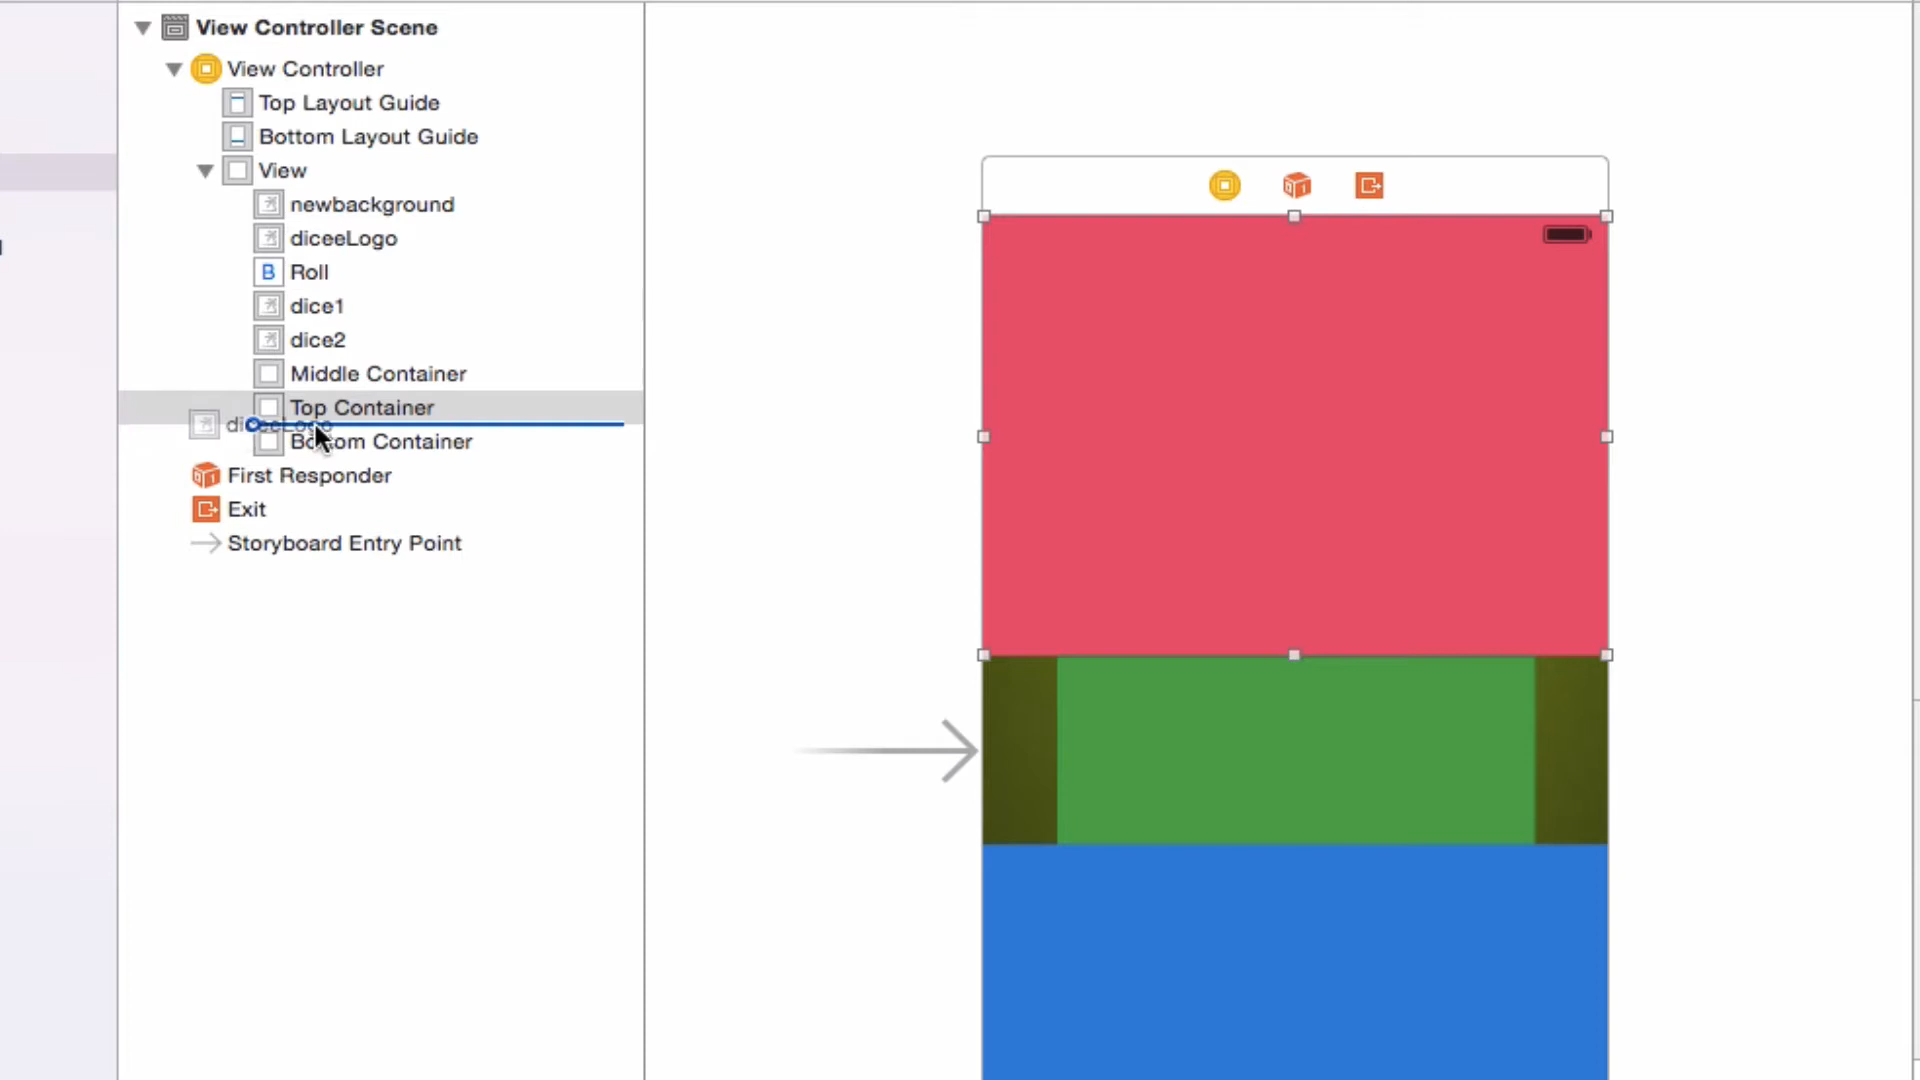 View Controller Scene
View Controller
Top Layout Guide
Bottom Layout Guide
View
newbackground
diceeLogo
B Roll
dice1
dice2
Middle Container
Top Container
diceeLogo
Bottom Container
First Responder
Exit
Storyboard Entry Point